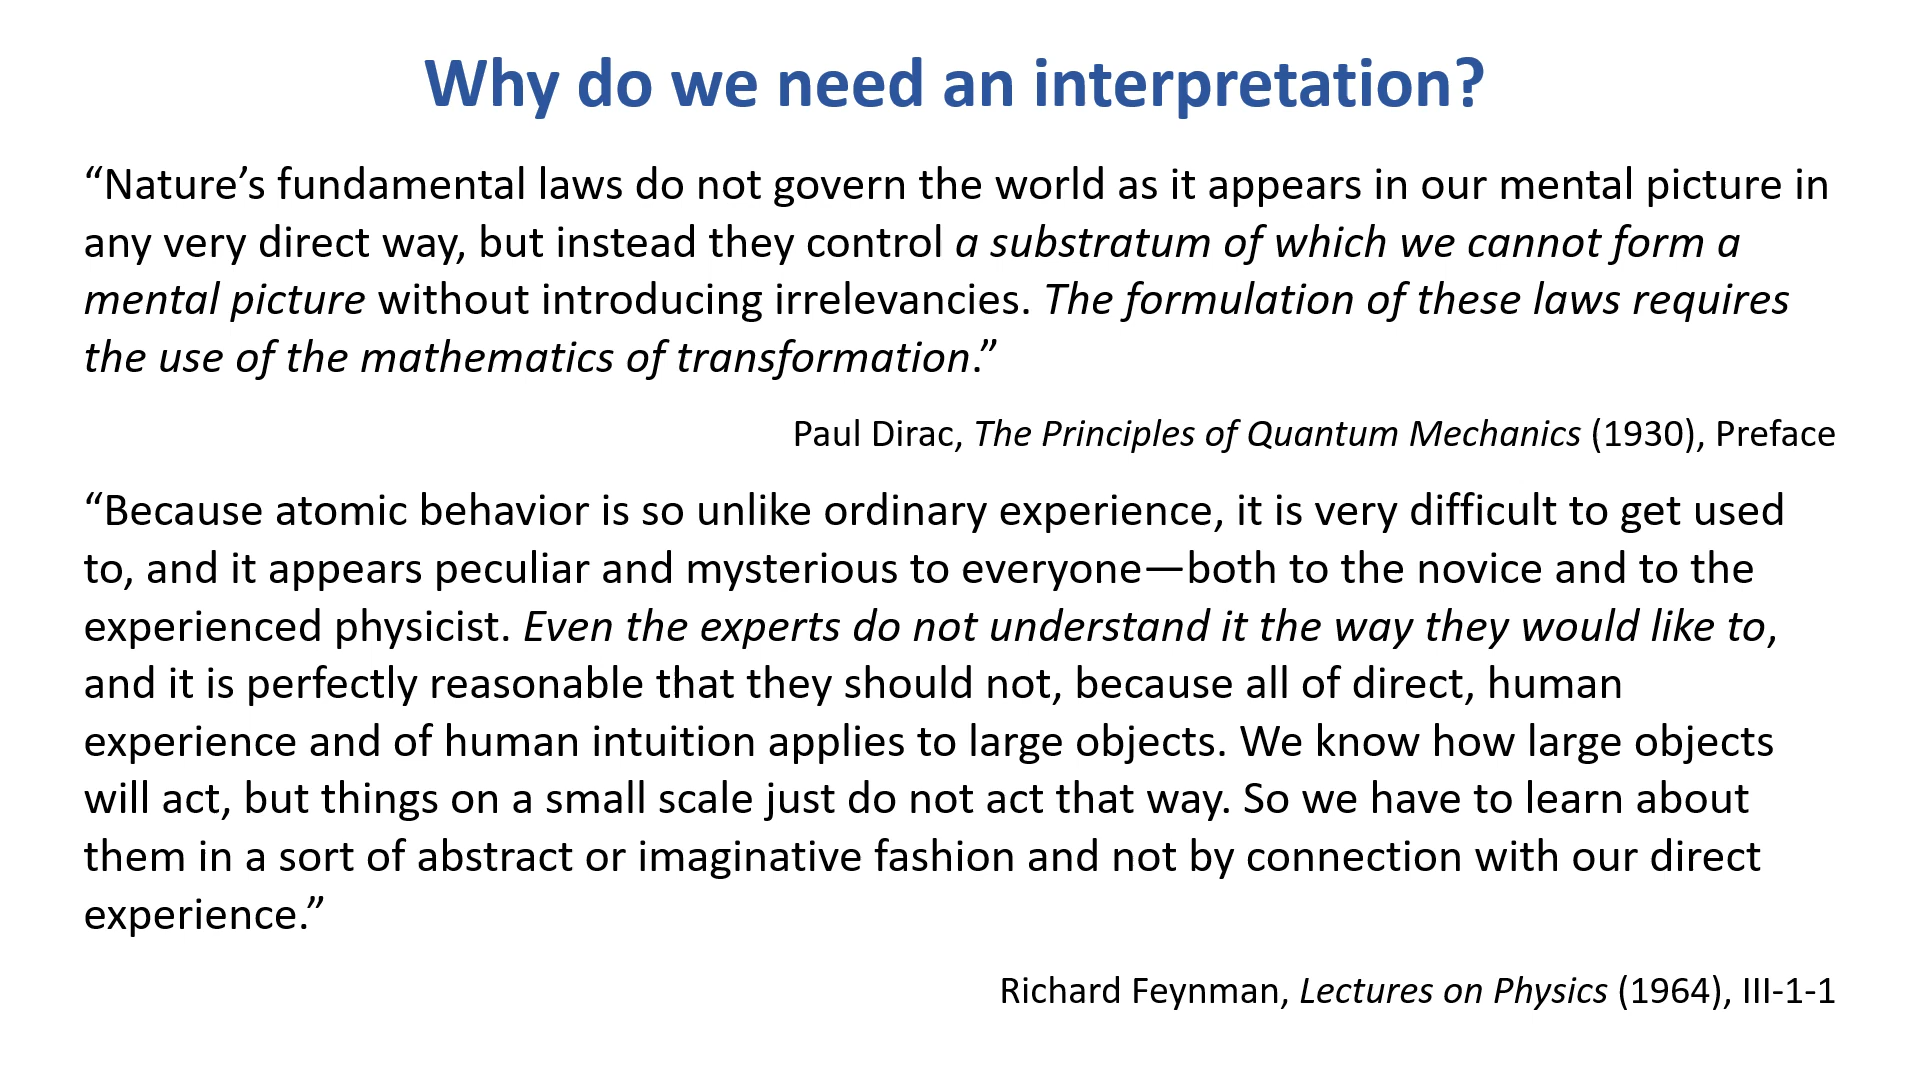 Why do we need an interpretation?
“Nature’s fundamental laws do not govern the world as it appears in our mental picture in
any very direct way, but instead they control a substratum of which we cannot form a
mental picture without introducing irrelevancies. The formulation of these laws requires
the use of the mathematics of transformation.”
Paul Dirac, The Principles of Quantum Mechanics (1930), Preface
“Because atomic behavior is so unlike ordinary experience, it is very difficult to get used
to, and it appears peculiar and mysterious to everyone—both to the novice and to the
experienced physicist. Even the experts do not understand it the way they would like to,
and it is perfectly reasonable that they should not, because all of direct, human
experience and of human intuition applies to large objects. We know how large objects
will act, but things on a small scale just do not act that way. So we have to learn about
them in a sort of abstract or imaginative fashion and not by connection with our direct
experience.”
Richard Feynman, Lectures on Physics (1964), III-1-1